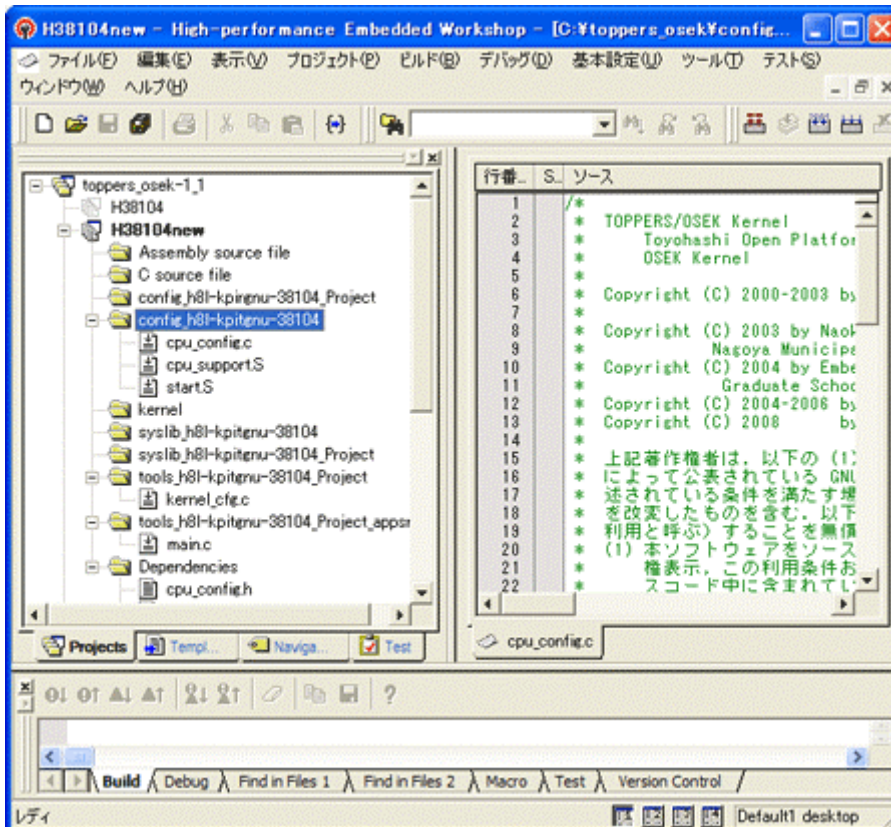 H38104new - High-performance Embedded Workshop - [C:¥toppers_osek¥config...
ファイル(F) 編集(E) 表示(V) プロジェクト(P) ビルド(B) デバッグ(D) 基本設定(U) ツール(T) テスト(S)
ウィンドウ(W) ヘルプ(H)
toppers_osek-1_1
H38104
H38104new
Assembly source file
C source file
config_h8l-kpirgnu-38104_Project
config_h8l-kpitgnu-38104
cpu_config.c
cpu_support.S
start.S
kernel
syslib_h8l-kpitgnu-38104
syslib_h8l-kpitgnu-38104_Project
tools_h8l-kpitgnu-38104_Project
kernel_cfg.c
tools_h8l-kpitgnu-38104_Project_appsr
main.c
Dependencies
cpu_config.h
Projects Templ... Naviga... Test
行番... S... ソース
1 /*
2 * TOPPERS/OSEK Kernel
3 * Toyohashi Open Platfor
4 * OSEK Kernel
5 *
6 * Copyright (C) 2000-2003 by
7 *
8 * Copyright (C) 2003 by Naok
9 * Nagoya Municipa
10 * Copyright (C) 2004 by Embe
11 * Graduate Schoo
12 * Copyright (C) 2004-2006 by
13 * Copyright (C) 2008 by
14 *
15 * 上記著作権者は，以下の (1)
16 * によって公表されている GNU
17 * 述されている条件を満たす場
18 * を改変したものを含む．以下
19 * 利用と呼ぶ）することを無償
20 * (1) 本ソフトウェアをソース
21 * 権表示，この利用条件お
22 * スコード中に含まれてい
cpu_config.c
Build Debug Find in Files 1 Find in Files 2 Macro Test Version Control
レディ Default1 desktop